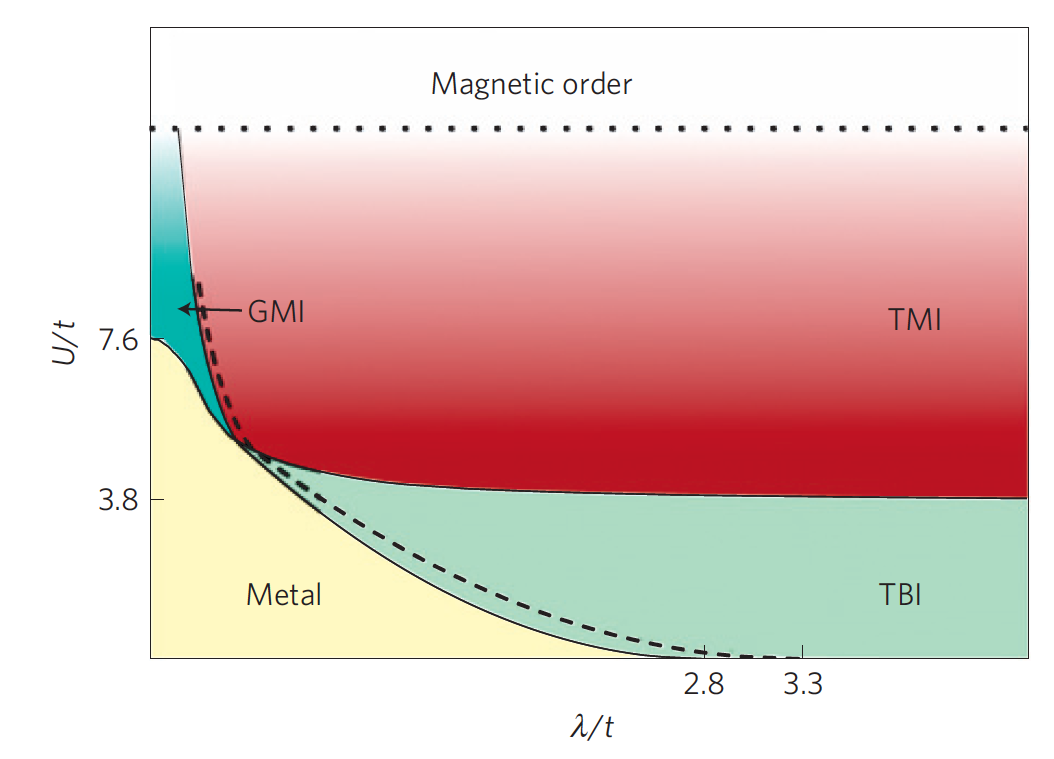 Magnetic order
GMI
TMI
U/t
7.6
3.8
Metal
TBI
2.8
3.3
λ/t